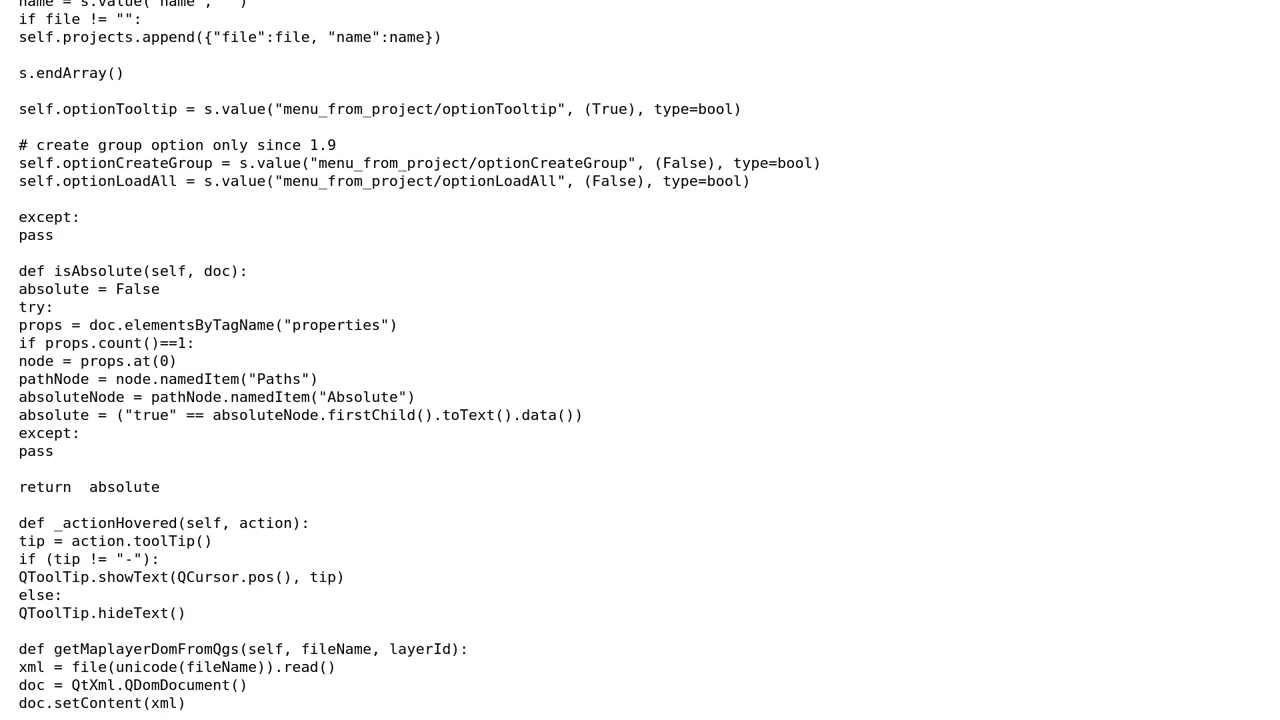 name = s.value("name", "")
if file != "":
self.projects.append({"file":file, "name":name})

s.endArray()

self.optionTooltip = s.value("menu_from_project/optionTooltip", (True), type=bool)

# create group option only since 1.9
self.optionCreateGroup = s.value("menu_from_project/optionCreateGroup", (False), type=bool)
self.optionLoadAll = s.value("menu_from_project/optionLoadAll", (False), type=bool)

except:
pass

def isAbsolute(self, doc):
absolute = False
try:
props = doc.elementsByTagName("properties")
if props.count()==1:
node = props.at(0)
pathNode = node.namedItem("Paths")
absoluteNode = pathNode.namedItem("Absolute")
absolute = ("true" == absoluteNode.firstChild().toText().data())
except:
pass

return  absolute

def _actionHovered(self, action):
tip = action.toolTip()
if (tip != "-"):
QToolTip.showText(QCursor.pos(), tip)
else:
QToolTip.hideText()

def getMaplayerDomFromQgs(self, fileName, layerId):
xml = file(unicode(fileName)).read()
doc = QtXml.QDomDocument()
doc.setContent(xml)